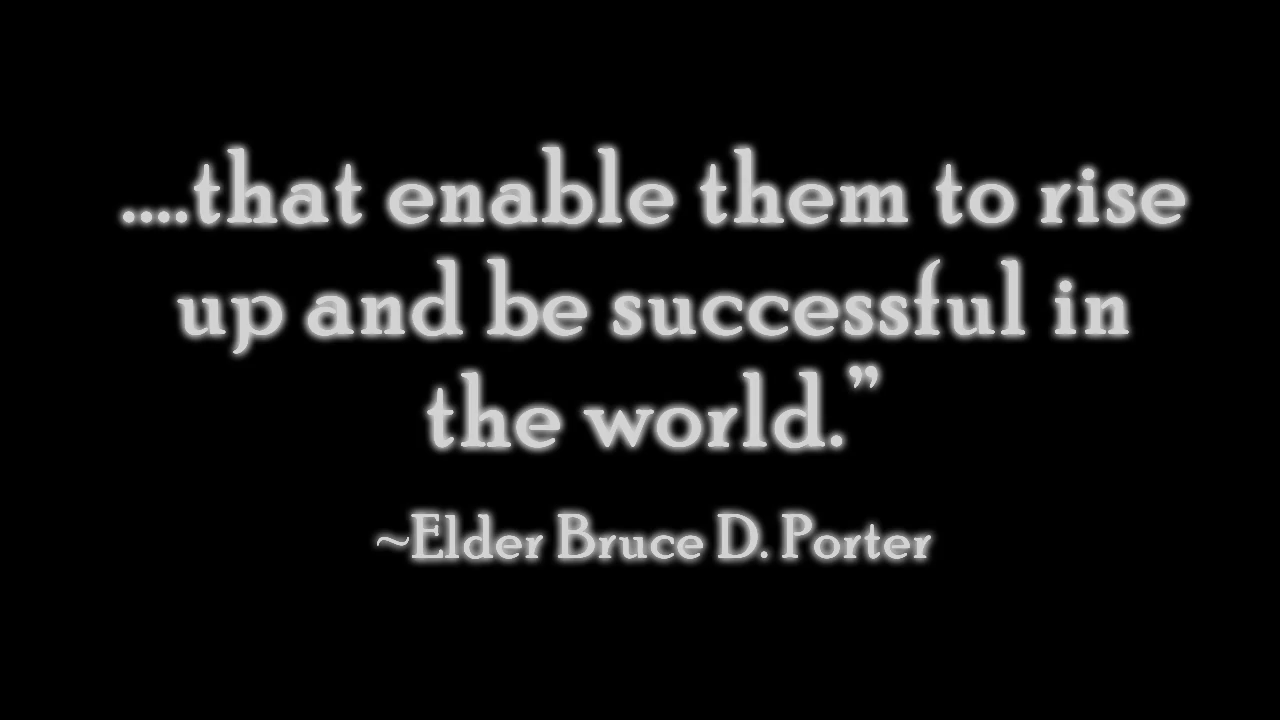 ....that enable them to rise
up and be successful in
the world.”
~Elder Bruce D. Porter